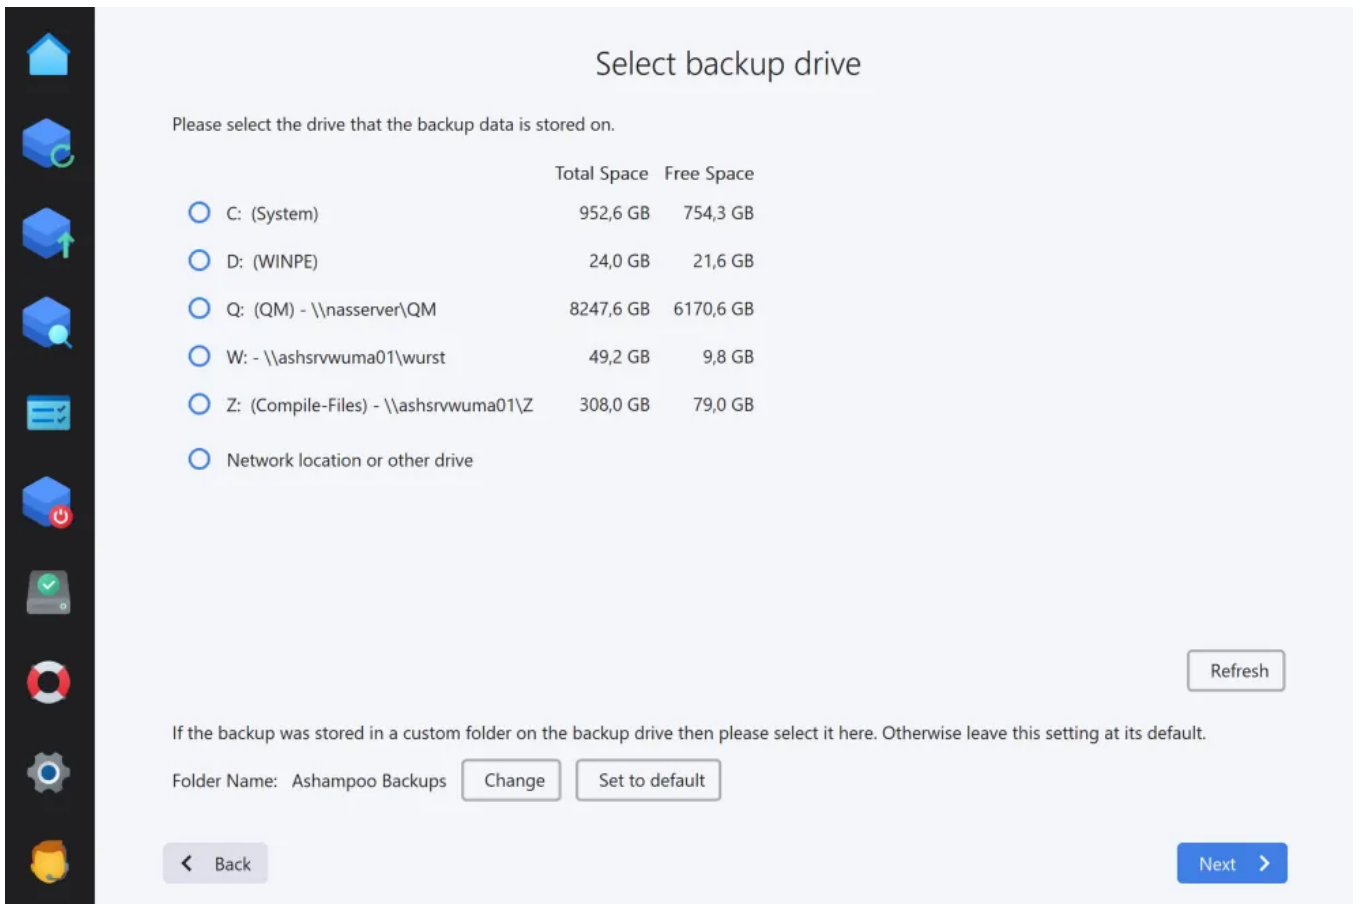 Select backup drive
Please select the drive that the backup data is stored on.
Total Space Free Space
C: (System) 952,6 GB 754,3 GB
D: (WINPE) 24,0 GB 21,6 GB
Q: (QM) - \\nasserver\QM 8247,6 GB 6170,6 GB
W: - \\ashsrvwuma01\wurst 49,2 GB 9,8 GB
Z: (Compile-Files) - \\ashsrvwuma01\Z 308,0 GB 79,0 GB
Network location or other drive
Refresh
If the backup was stored in a custom folder on the backup drive then please select it here. Otherwise leave this setting at its default.
Folder Name: Ashampoo Backups Change Set to default
Back Next